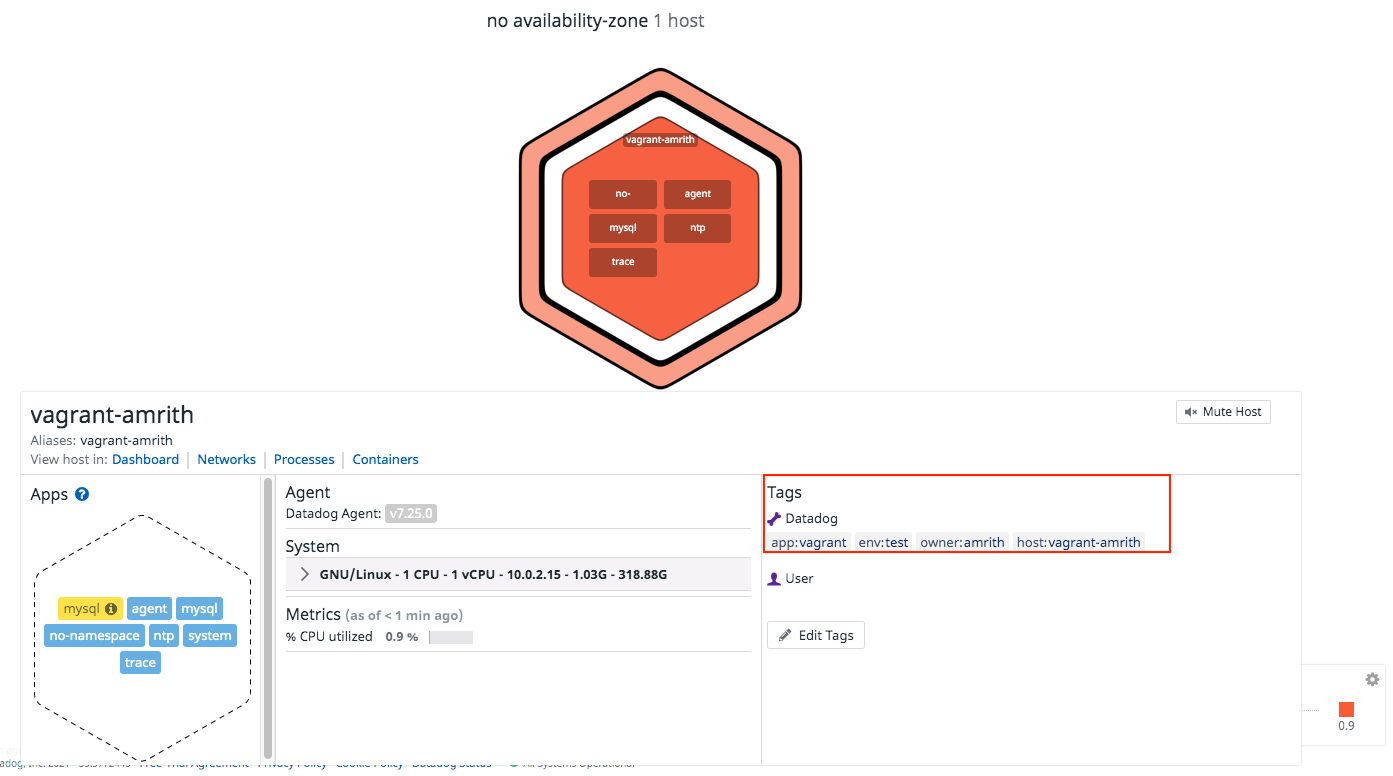 no availability-zone 1 host
vagrant-amrith
no- agent
mysql ntp
trace
vagrant-amrith
Mute Host
Aliases: vagrant-amrith
View host in: Dashboard Networks Processes Containers
Apps ?
mysql agent mysql
no-namespace ntp system
trace
Agent
Datadog Agent: v7.25.0
System
GNU/Linux - 1 CPU - 1 vCPU - 10.0.2.15 - 1.03G - 318.88G
Metrics (as of < 1 min ago)
% CPU utilized 0.9 %
Tags
Datadog
app:vagrant env:test owner:amrith host:vagrant-amrith
User
Edit Tags
0.9
Free Trial Agreement Privacy Policy Cookie Policy Datadog Status All Systems Operational